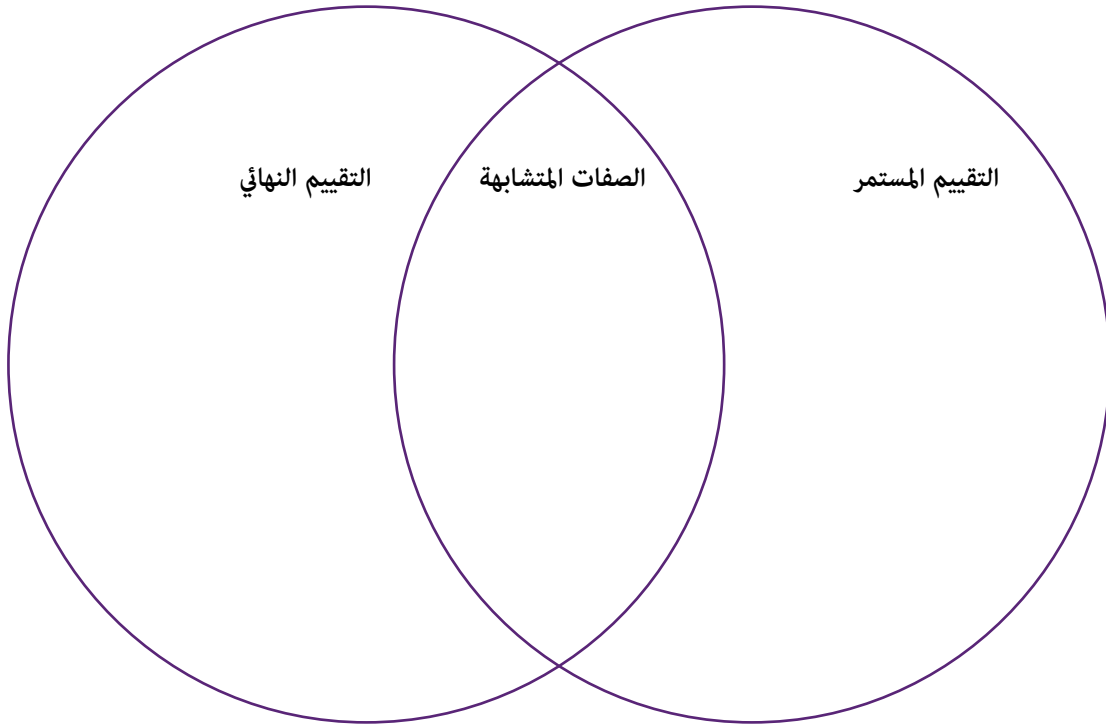 التقييم المستمر
الصفات المتشابهة
التقييم النهائي